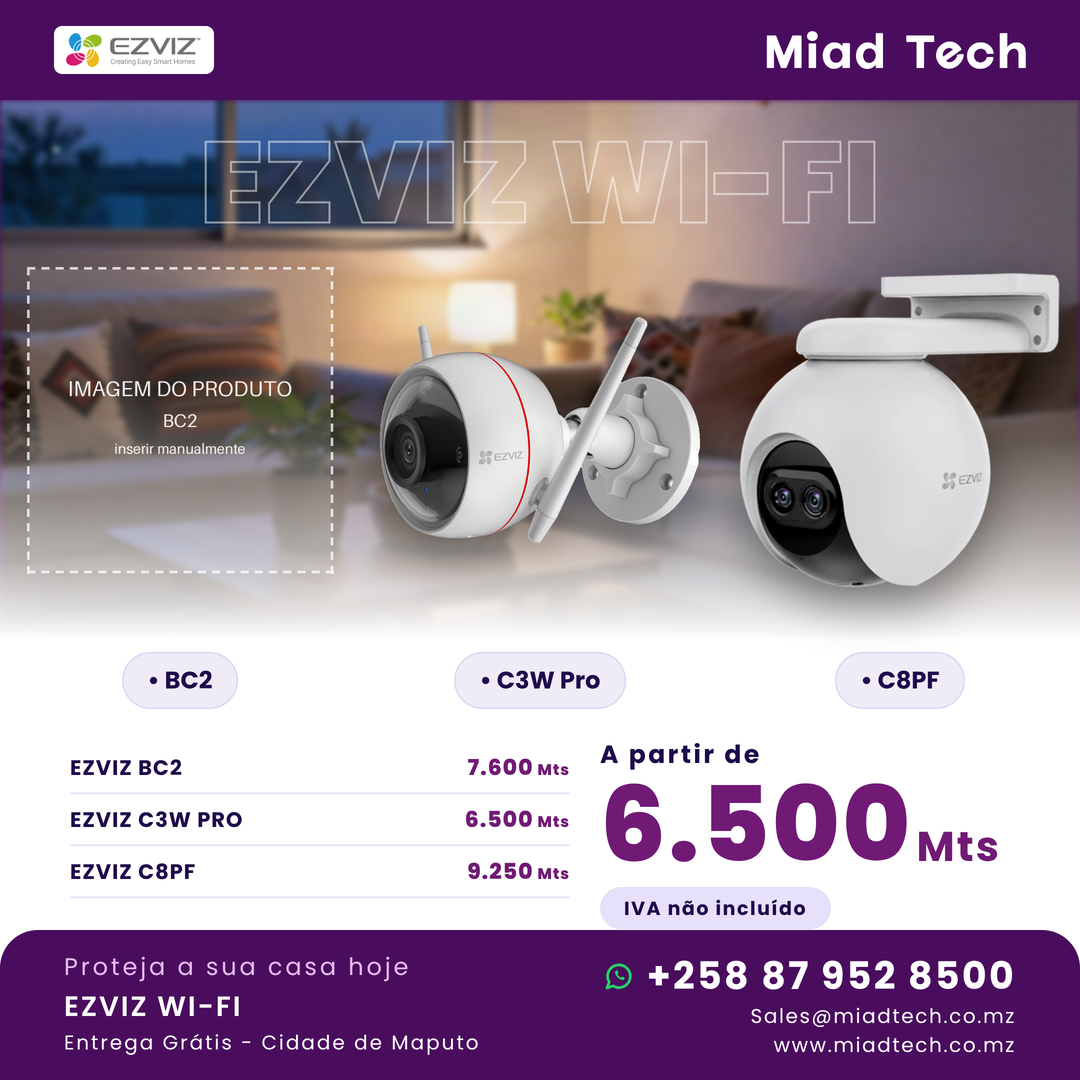 EZVIZ™
Creating Easy Smart Homes
Miad Tech
EZVIZ WI-FI
IMAGEM DO PRODUTO
BC2
inserir manualmente
EZVIZ
EZVIZ
• BC2
• C3W Pro
• C8PF
EZVIZ BC2 7.600 Mts
EZVIZ C3W PRO 6.500 Mts
EZVIZ C8PF 9.250 Mts
A partir de
6.500 Mts
IVA não incluído
Proteja a sua casa hoje
EZVIZ WI-FI
Entrega Grátis - Cidade de Maputo
+258 87 952 8500
Sales@miadtech.co.mz
www.miadtech.co.mz